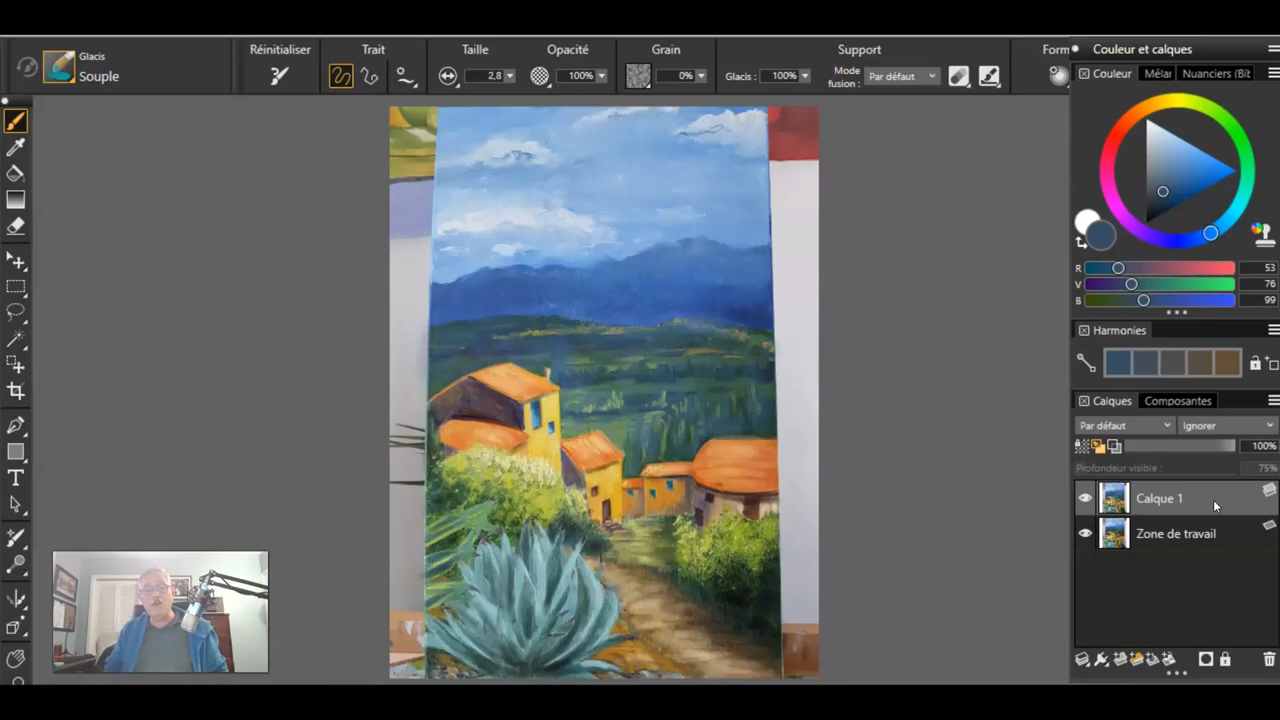 Glacis
Souple
Réinitialiser
Trait
Taille
2,8
Opacité
100%
Grain
0%
Glacis : 100%
Support
Mode
fusion :
Par défaut
Form
Couleur et calques
Couleur
Mélar
Nuanciers (Bit
R
53
V
76
B
99
Harmonies
Calques
Composantes
Par défaut
Ignorer
100%
Profondeur visible :
75%
Calque 1
Zone de travail
T